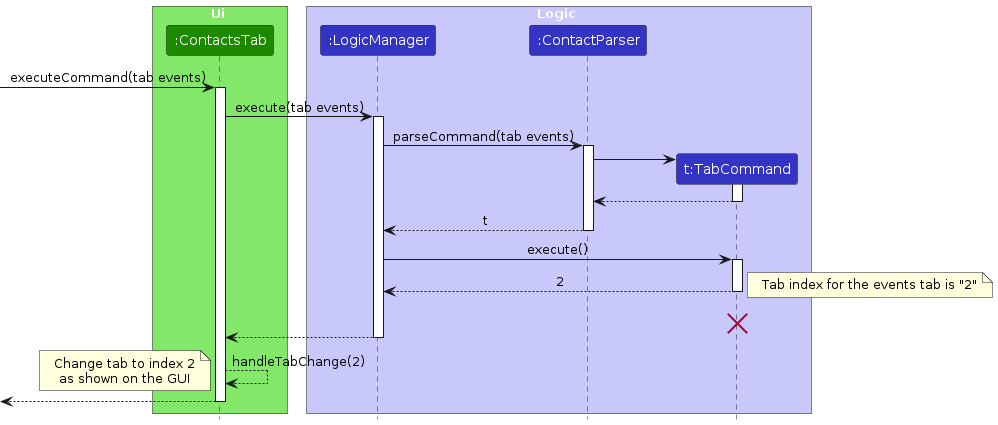 Ui
Logic
:ContactsTab
:LogicManager
:ContactParser
executeCommand(tab events)
execute(tab events)
parseCommand(tab events)
t:TabCommand
t
execute()
2
Tab index for the events tab is "2"
handleTabChange(2)
Change tab to index 2
as shown on the GUI